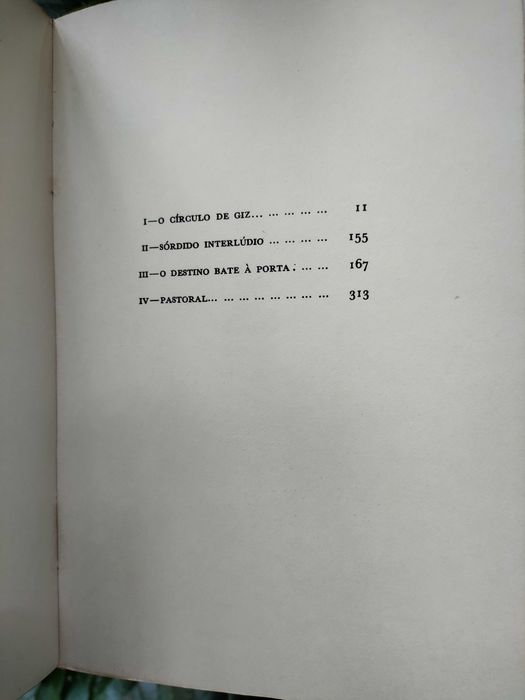 I—O CÍRCULO DE GIZ... ... ... ... ... 11
II—SÓRDIDO INTERLÚDIO ... ... ... ... 155
III—O DESTINO BATE À PORTA . ... ... 167
IV—PASTORAL... ... ... ... ... ... ... ... 313